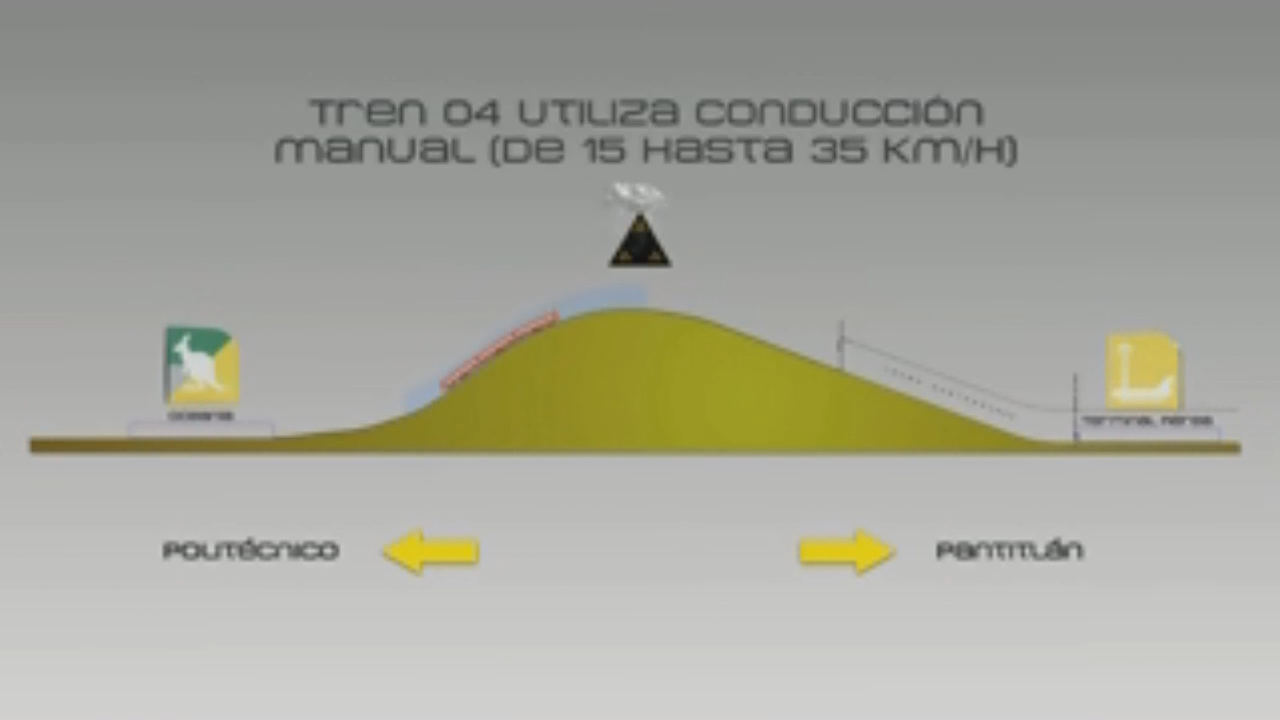 Tren 04 utiliza conducción
manual (de 15 hasta 35 km/h)
Oceanía
Terminal Aérea
Politécnico
Pantitlán